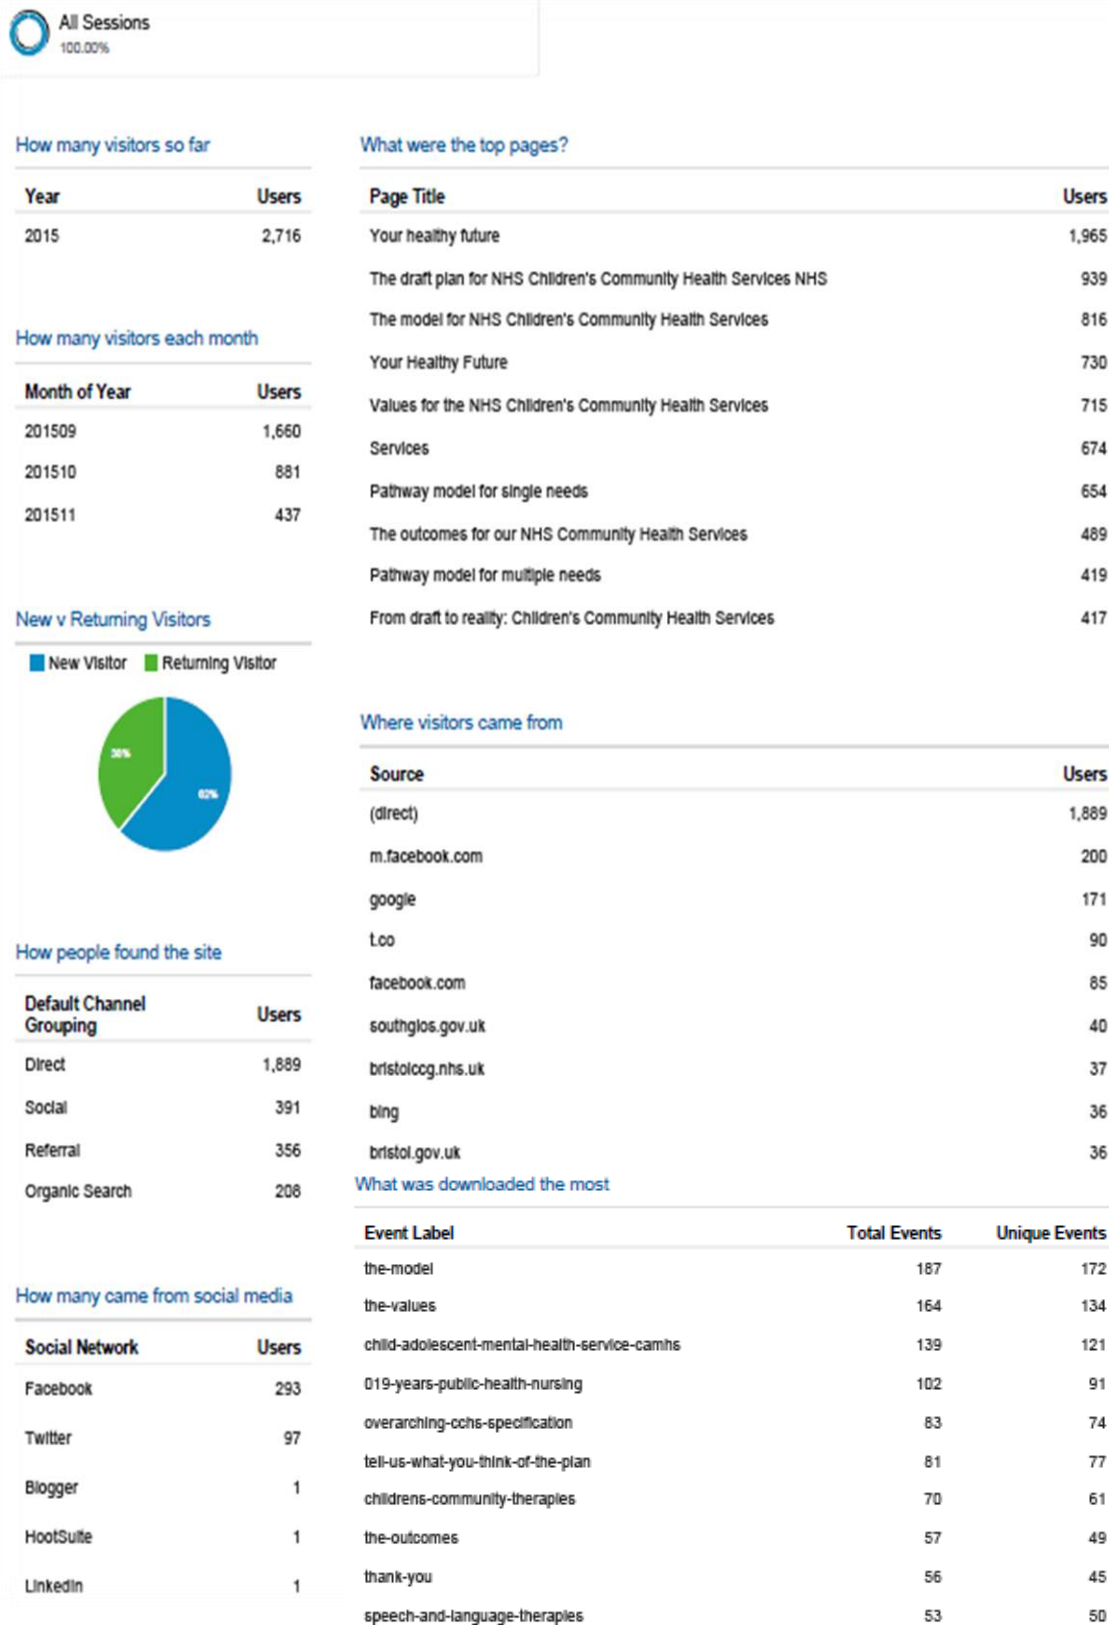 All Sessions
100.00%
How many visitors so far
Year Users
2015 2,716
How many visitors each month
Month of Year Users
201509 1,660
201510 881
201511 437
New v Returning Visitors
New Visitor Returning Visitor
38%
62%
How people found the site
Default Channel
Grouping Users
Direct 1,889
Social 391
Referral 356
Organic Search 208
How many came from social media
Social Network Users
Facebook 293
Twitter 97
Blogger 1
HootSuite 1
LinkedIn 1
What were the top pages?
Page Title Users
Your healthy future 1,965
The draft plan for NHS Children's Community Health Services NHS 939
The model for NHS Children's Community Health Services 816
Your Healthy Future 730
Values for the NHS Children's Community Health Services 715
Services 674
Pathway model for single needs 654
The outcomes for our NHS Community Health Services 489
Pathway model for multiple needs 419
From draft to reality: Children's Community Health Services 417
Where visitors came from
Source Users
(direct) 1,889
m.facebook.com 200
google 171
t.co 90
facebook.com 85
southglos.gov.uk 40
bristolccg.nhs.uk 37
bing 36
bristol.gov.uk 36
What was downloaded the most
Event Label Total Events Unique Events
the-model 187 172
the-values 164 134
child-adolescent-mental-health-service-camhs 139 121
019-years-public-health-nursing 102 91
overarching-cchs-specification 83 74
tell-us-what-you-think-of-the-plan 81 77
childrens-community-therapies 70 61
the-outcomes 57 49
thank-you 56 45
speech-and-language-therapies 53 50